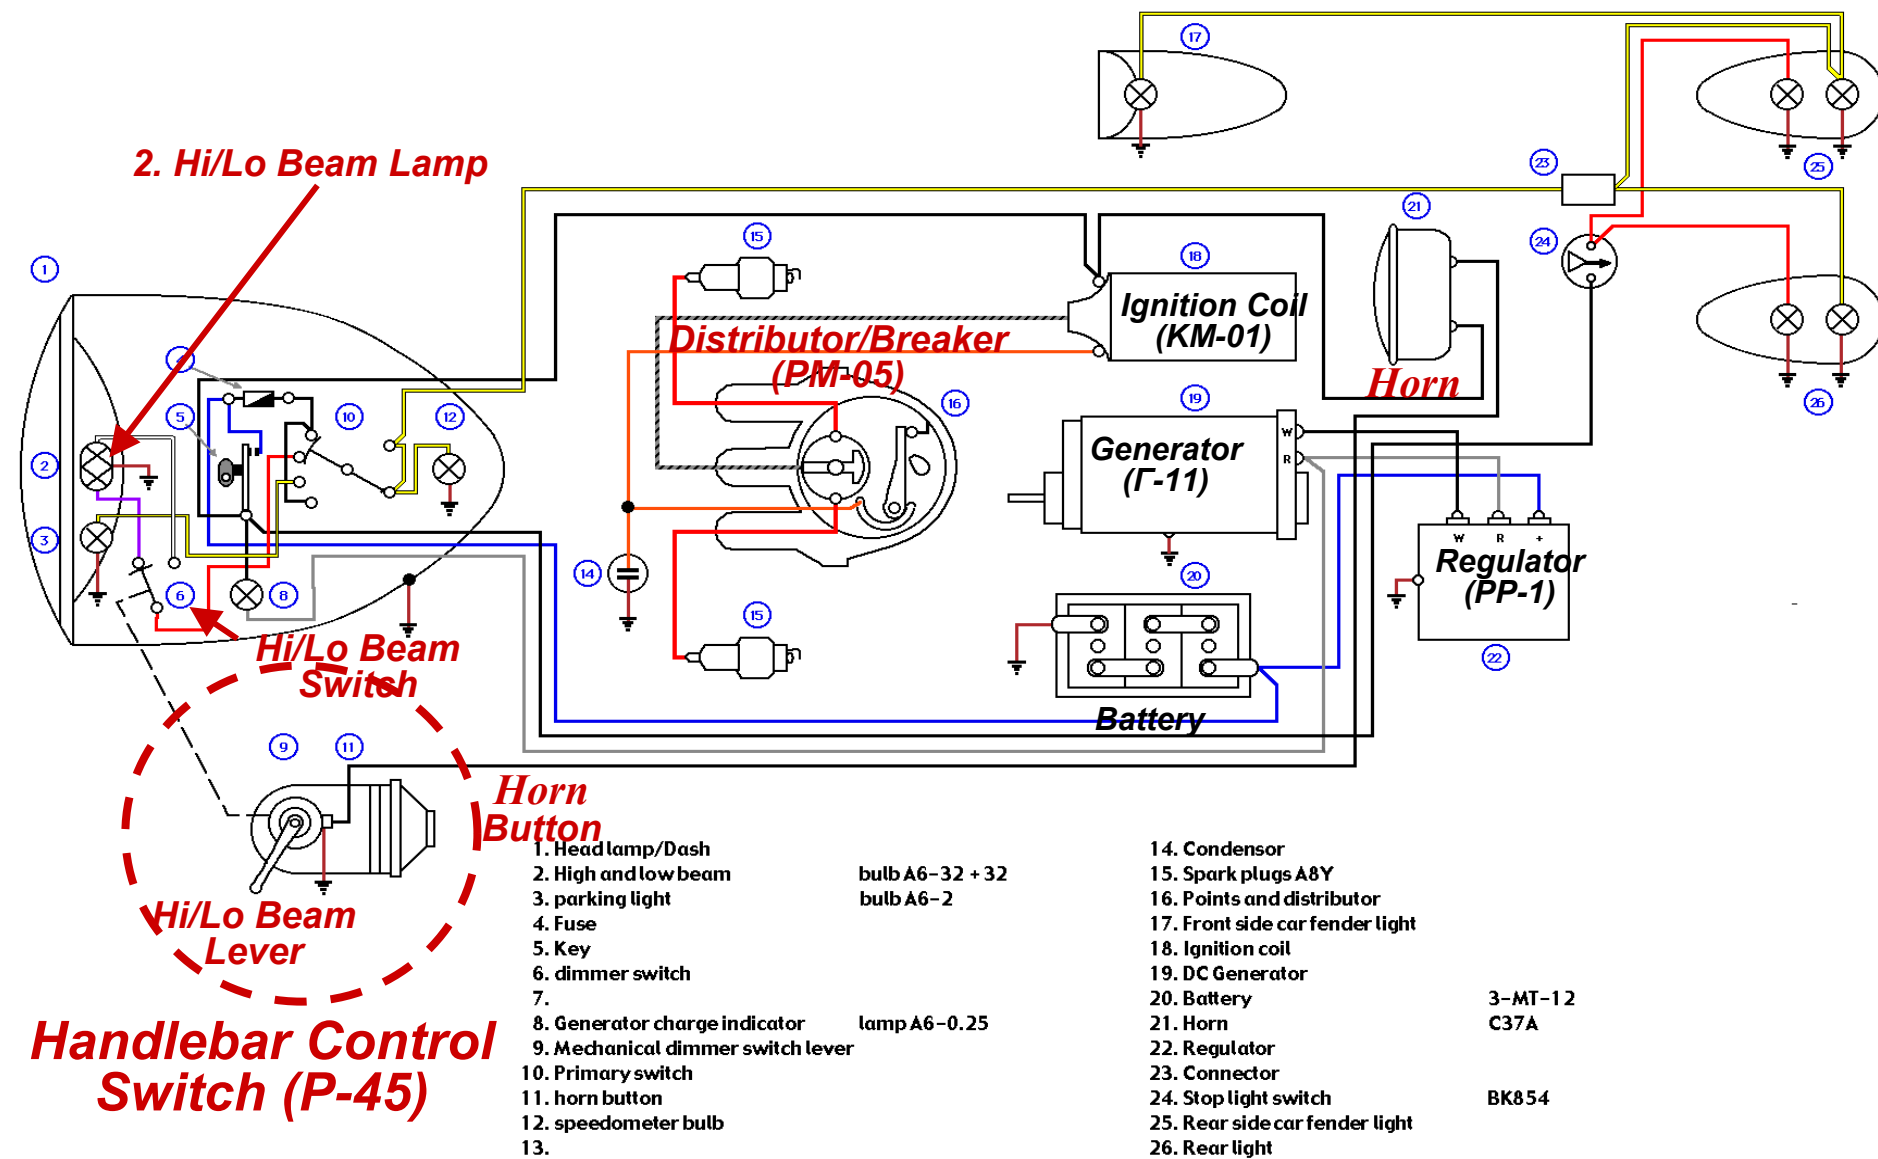 17
2. Hi/Lo Beam Lamp
23
25
21
15
24
1
18
Ignition Coil
(KM-01)
Distributor/Breaker
(PM-05)
4
Horn
5
10
12
16
19
26
W
R
Generator
(Г-11)
2
3
W
R
+
Regulator
(PP-1)
14
20
6
8
15
Hi/Lo Beam
Switch
22
Battery
9
11
Horn
Button
Hi/Lo Beam
Lever
Handlebar Control
Switch (P-45)
1. Head lamp/Dash
2. High and low beam bulb A6-32 + 32
3. parking light bulb A6-2
4. Fuse
5. Key
6. dimmer switch
7.
8. Generator charge indicator lamp A6-0.25
9. Mechanical dimmer switch lever
10. Primary switch
11. horn button
12. speedometer bulb
13.
14. Condensor
15. Spark plugs A8Y
16. Points and distributor
17. Front side car fender light
18. Ignition coil
19. DC Generator
20. Battery 3-MT-12
21. Horn C37A
22. Regulator
23. Connector
24. Stop light switch BK854
25. Rear side car fender light
26. Rear light